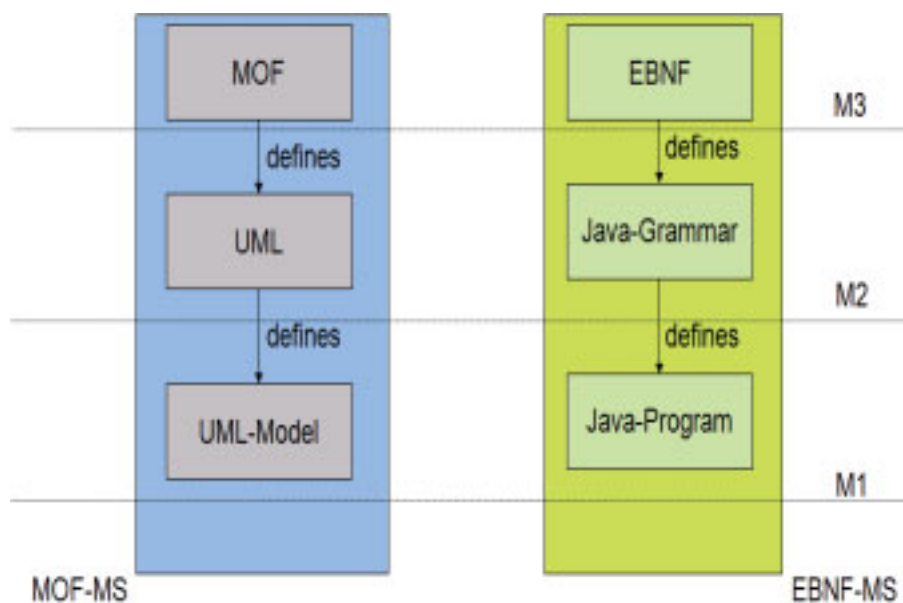 MOF
EBNF
M3
defines
defines
UML
Java-Grammar
M2
defines
defines
UML-Model
Java-Program
M1
MOF-MS
EBNF-MS